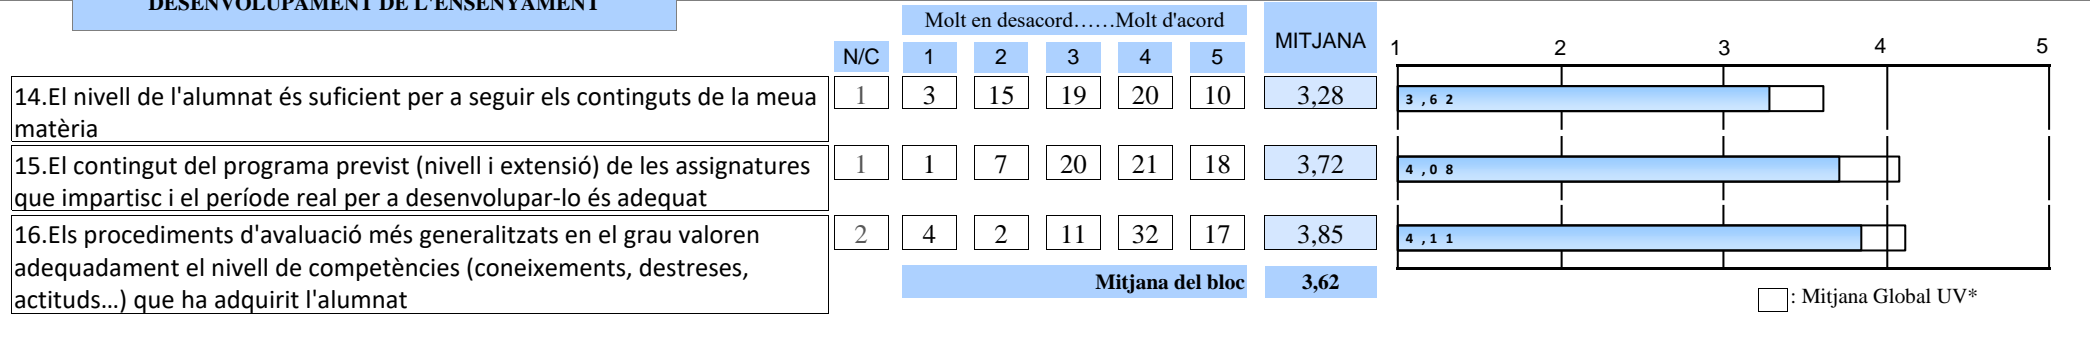 DESENVOLUPAMENT DE L'ENSENYAMENT
Molt en desacord……Molt d'acord
MITJANA
N/C 1 2 3 4 5
1 2 3 4 5
14.El nivell de l'alumnat és suficient per a seguir els continguts de la meua
matèria
1 3 15 19 20 10 3,28
3,62
15.El contingut del programa previst (nivell i extensió) de les assignatures
que impartisc i el període real per a desenvolupar-lo és adequat
1 1 7 20 21 18 3,72
4,08
16.Els procediments d'avaluació més generalitzats en el grau valoren
adequadament el nivell de competències (coneixements, destreses,
actituds…) que ha adquirit l'alumnat
2 4 2 11 32 17 3,85
4,11
Mitjana del bloc 3,62
: Mitjana Global UV*